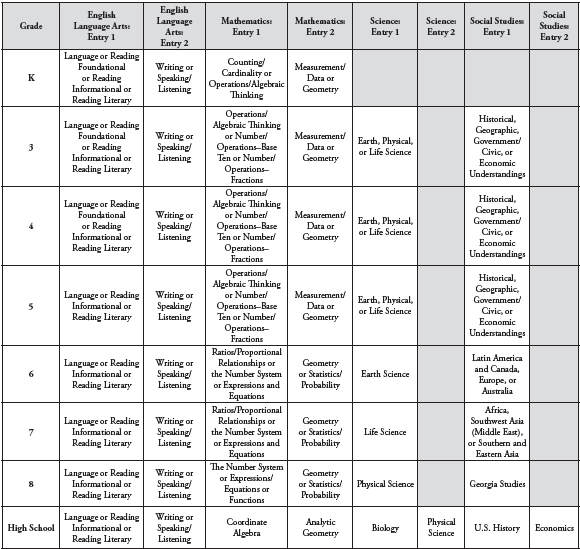 Grade
English
Language Arts:
Entry 1
English
Language
Arts:
Entry 2
Mathematics:
Entry 1
Mathematics:
Entry 2
Science:
Entry 1
Science:
Entry 2
Social Studies:
Entry 1
Social
Studies:
Entry 2
K
Language or Reading
Foundational
or Reading
Informational or
Reading Literary
Writing or
Speaking/
Listening
Counting/
Cardinality or
Operations/Algebraic
Thinking
Measurement/
Data or
Geometry
3
Language or Reading
Foundational
or Reading
Informational or
Reading Literary
Writing or
Speaking/
Listening
Operations/
Algebraic Thinking
or Number/
Operations–Base
Ten or Number/
Operations–
Fractions
Measurement/
Data or
Geometry
Earth, Physical,
or Life Science
Historical,
Geographic,
Government/
Civic, or
Economic
Understandings
4
Language or Reading
Foundational
or Reading
Informational or
Reading Literary
Writing or
Speaking/
Listening
Operations/
Algebraic Thinking
or Number/
Operations–Base
Ten or Number/
Operations–
Fractions
Measurement/
Data or
Geometry
Earth, Physical,
or Life Science
Historical,
Geographic,
Government/
Civic, or
Economic
Understandings
5
Language or Reading
Informational or
Reading Literary
Writing or
Speaking/
Listening
Operations/
Algebraic Thinking
or Number/
Operations–Base
Ten or Number/
Operations–
Fractions
Measurement/
Data or
Geometry
Earth, Physical,
or Life Science
Historical,
Geographic,
Government/
Civic, or
Economic
Understandings
6
Language or Reading
Informational or
Reading Literary
Writing or
Speaking/
Listening
Ratios/Proportional
Relationships or
the Number System
or Expressions and
Equations
Geometry
or Statistics/
Probability
Earth Science
Latin America
and Canada,
Europe, or
Australia
7
Language or Reading
Informational or
Reading Literary
Writing or
Speaking/
Listening
Ratios/Proportional
Relationships or
the Number System
or Expressions and
Equations
Geometry
or Statistics/
Probability
Life Science
Africa,
Southwest Asia
(Middle East),
or Southern and
Eastern Asia
8
Language or Reading
Informational or
Reading Literary
Writing or
Speaking/
Listening
The Number System
or Expressions/
Equations or
Functions
Geometry
or Statistics/
Probability
Physical Science
Georgia Studies
High School
Language or Reading
Informational or
Reading Literary
Writing or
Speaking/
Listening
Coordinate
Algebra
Analytic
Geometry
Biology
Physical
Science
U.S. History
Economics